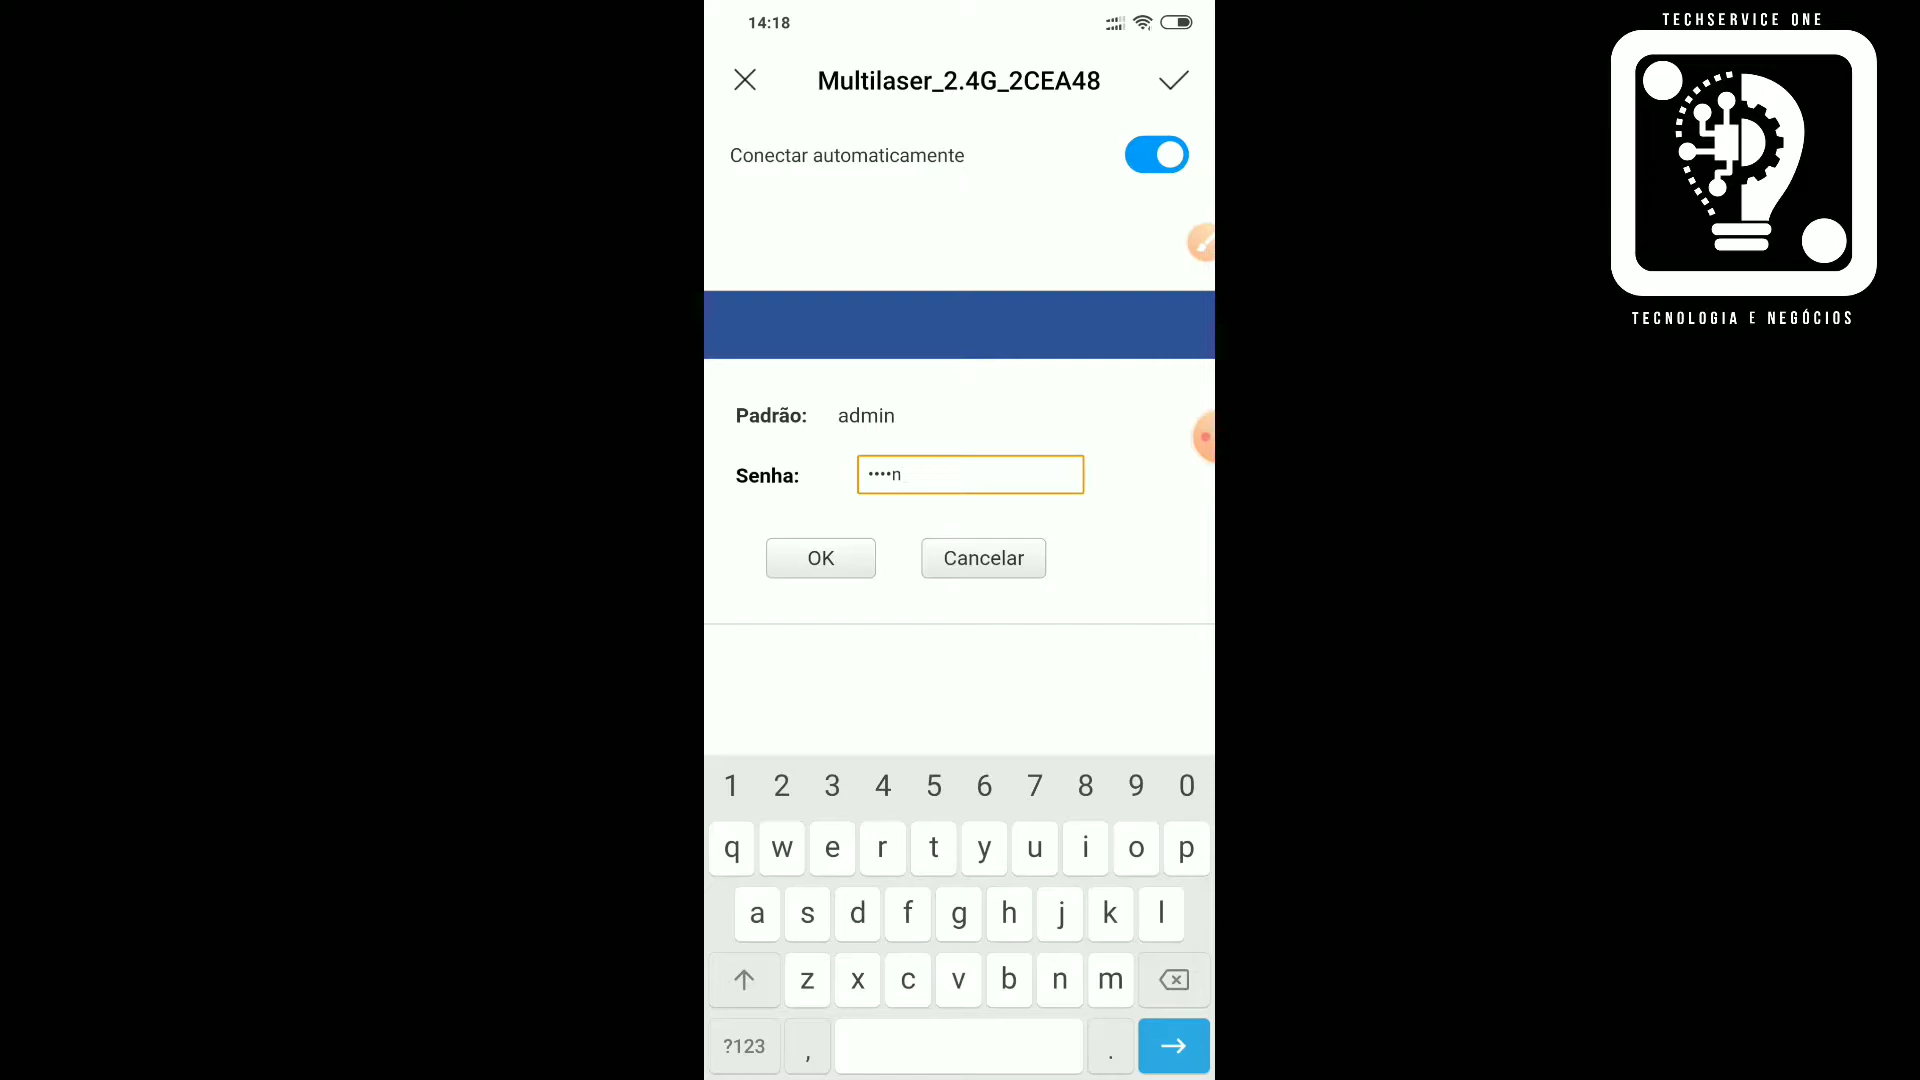 14:18
Multilaser_2.4G_2CEA48
Conectar automaticamente
Padrão: admin
Senha: ••••n
OK Cancelar
1 2 3 4 5 6 7 8 9 0
q w e r t y u i o p
a s d f g h j k l
z x c v b n m
?123 , .
TECHSERVICE ONE
TECNOLOGIA E NEGÓCIOS